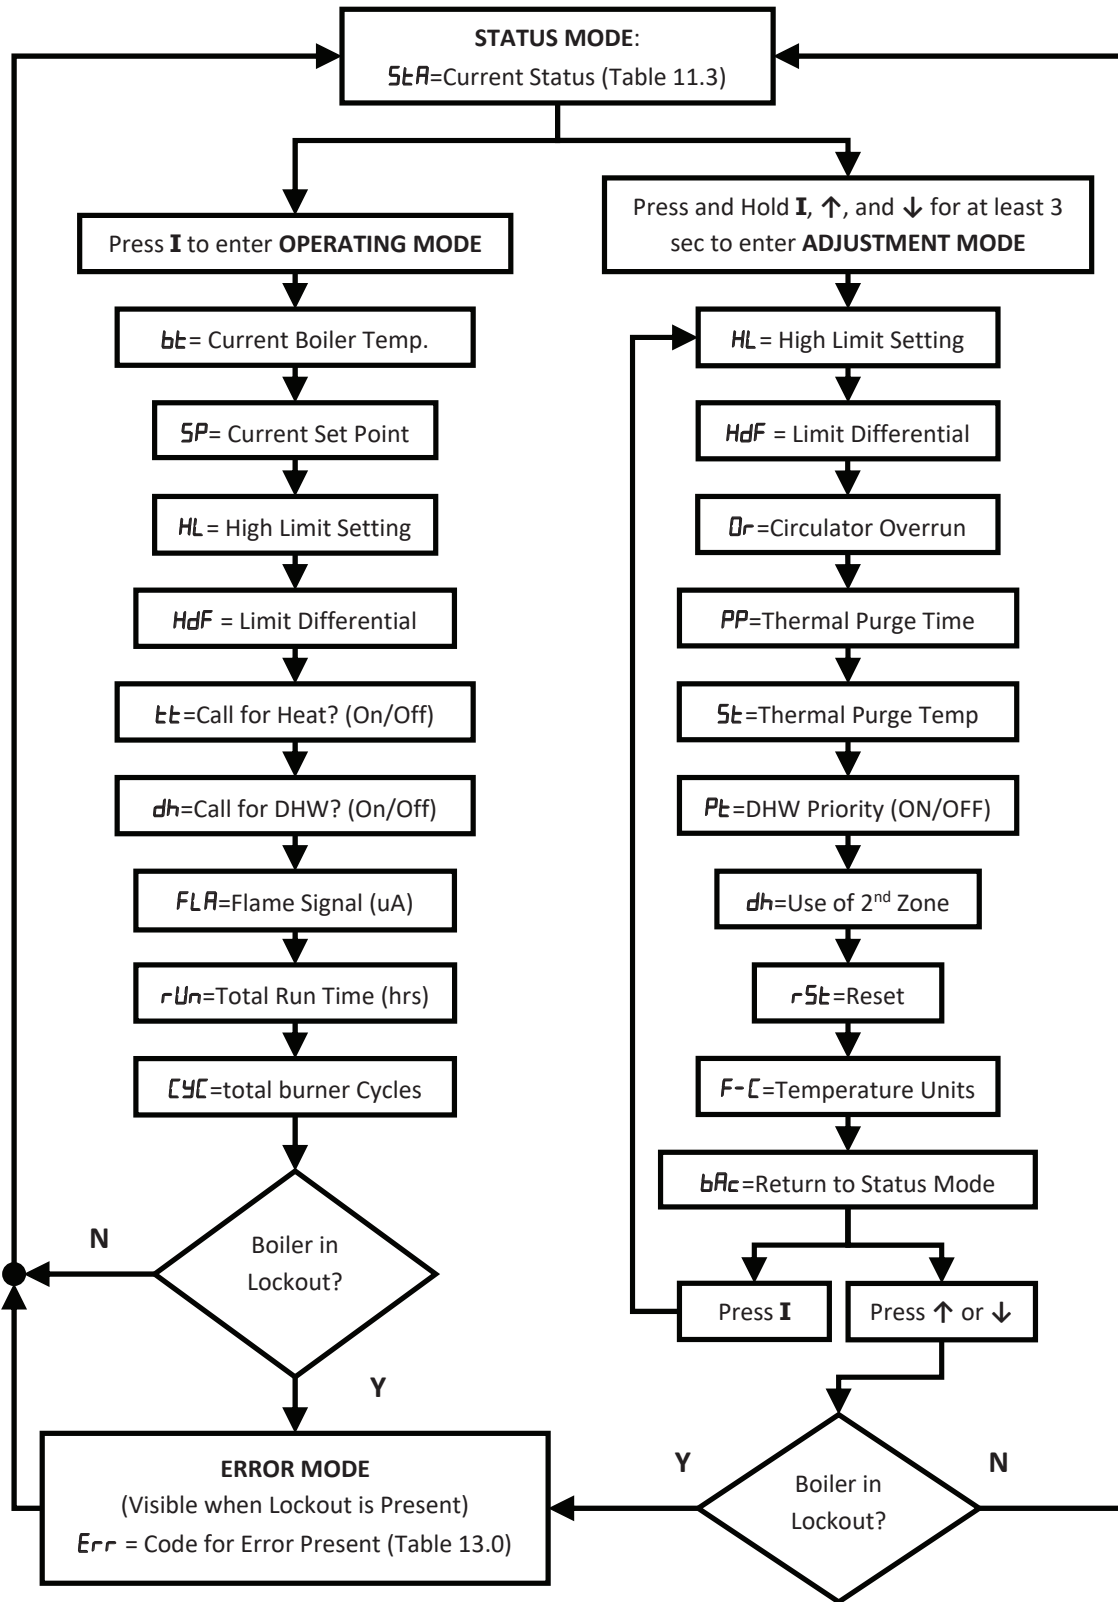 STATUS MODE:
StA=Current Status (Table 11.3)
Press I to enter OPERATING MODE
bt= Current Boiler Temp.
SP= Current Set Point
HL= High Limit Setting
HdF = Limit Differential
tt=Call for Heat? (On/Off)
dh=Call for DHW? (On/Off)
FLA=Flame Signal (uA)
rUn=Total Run Time (hrs)
CYC=total burner Cycles
Boiler in
Lockout?
N
Y
ERROR MODE
(Visible when Lockout is Present)
Err = Code for Error Present (Table 13.0)
Press and Hold I, ↑, and ↓ for at least 3
sec to enter ADJUSTMENT MODE
HL= High Limit Setting
HdF = Limit Differential
Or=Circulator Overrun
PP=Thermal Purge Time
St=Thermal Purge Temp
Pt=DHW Priority (ON/OFF)
dh=Use of 2nd Zone
rSt=Reset
F-C=Temperature Units
bAc=Return to Status Mode
Press I
Press ↑ or ↓
Boiler in
Lockout?
Y
N